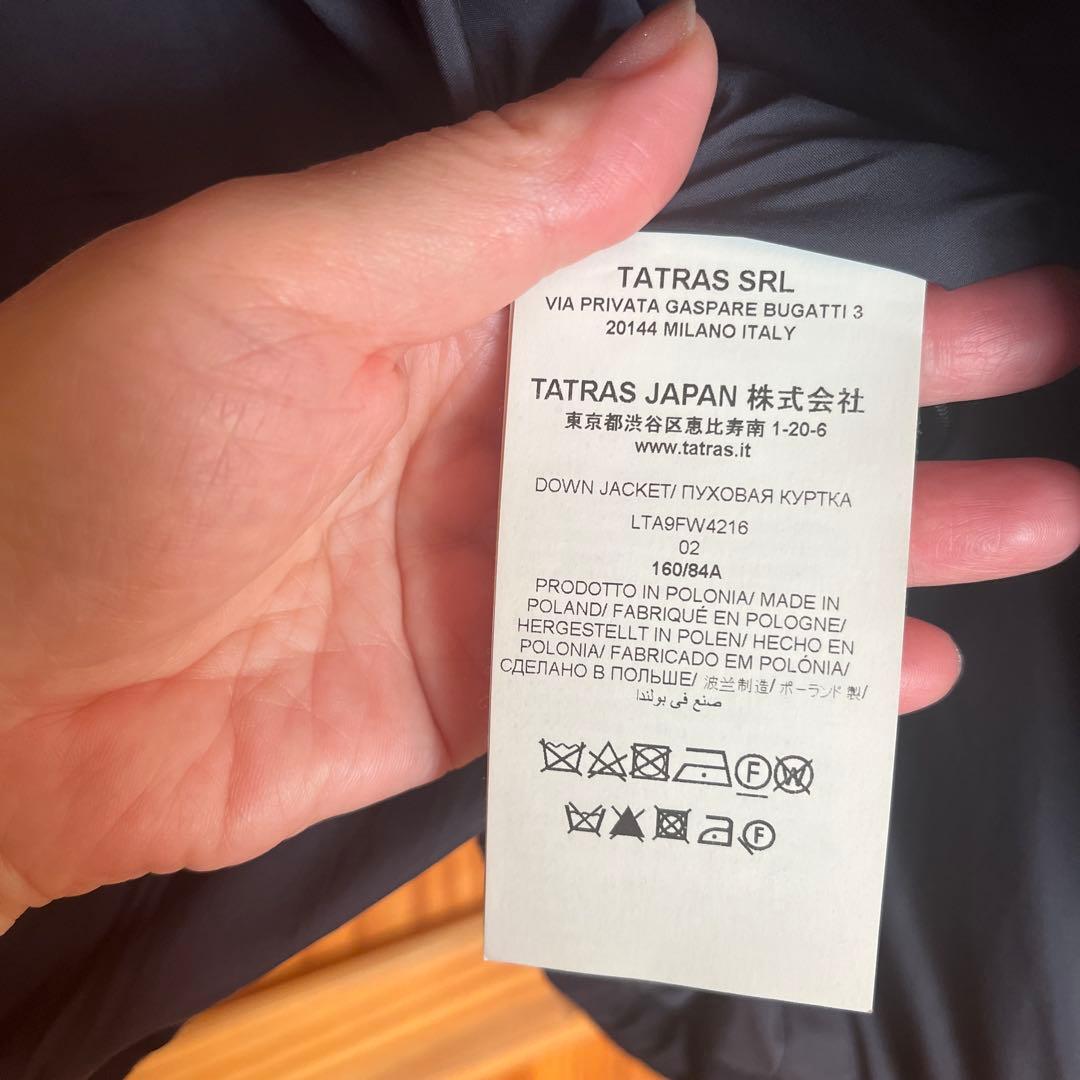 TATRAS SRL
VIA PRIVATA GASPARE BUGATTI 3
20144 MILANO ITALY
TATRAS JAPAN 株式会社
東京都渋谷区恵比寿南 1-20-6
www.tatras.it
DOWN JACKET/ ПУХОВАЯ КУРТКА
LTA9FW4216
02
160/84A
PRODOTTO IN POLONIA/ MADE IN
POLAND/ FABRIQUÉ EN POLOGNE/
HERGESTELLT IN POLEN/ HECHO EN
POLONIA/ FABRICADO EM POLÓNIA/
СДЕЛАНО В ПОЛЬШЕ/ 波兰制造/ ポーランド 製/
صنع في بولندا
F W
F